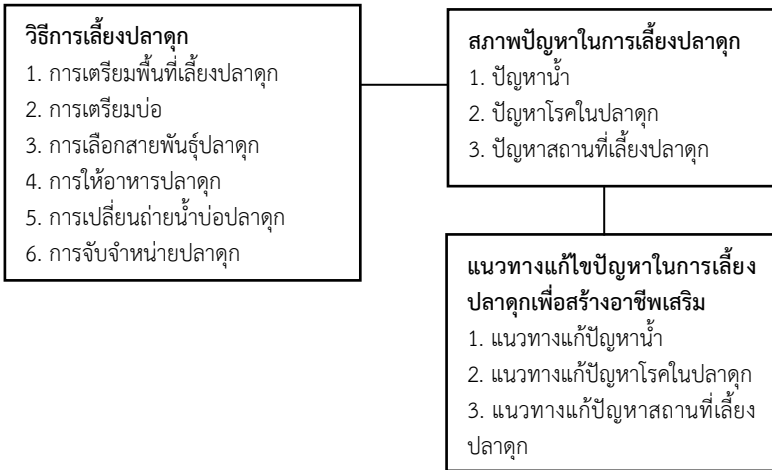 วิธีการเลี้ยงปลาดุก
1. การเตรียมพื้นที่เลี้ยงปลาดุก
2. การเตรียมบ่อ
3. การเลือกสายพันธุ์ปลาดุก
4. การให้อาหารปลาดุก
5. การเปลี่ยนถ่ายน้ำบ่อปลาดุก
6. การจับจำหน่ายปลาดุก
สภาพปัญหาในการเลี้ยงปลาดุก
1. ปัญหาน้ำ
2. ปัญหาโรคในปลาดุก
3. ปัญหาสถานที่เลี้ยงปลาดุก
แนวทางแก้ไขปัญหาในการเลี้ยง
ปลาดุกเพื่อสร้างอาชีพเสริม
1. แนวทางแก้ปัญหาน้ำ
2. แนวทางแก้ปัญหาโรคในปลาดุก
3. แนวทางแก้ปัญหาสถานที่เลี้ยง
ปลาดุก